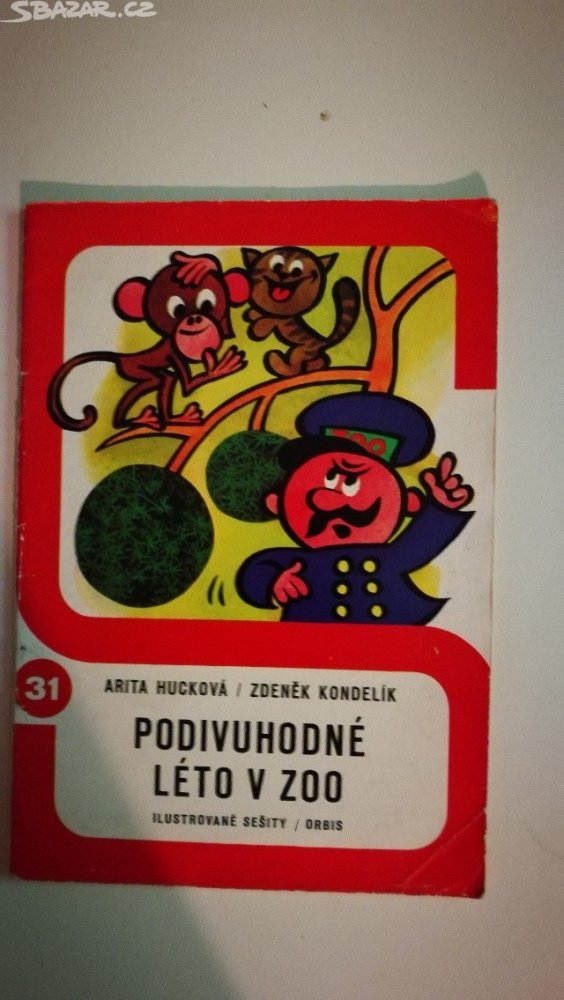 SBAZAR.CZ
ZOO
31
ARITA HUCKOVÁ / ZDENĚK KONDELÍK
PODIVUHODNÉ
LÉTO V ZOO
ILUSTROVANÉ SEŠITY / ORBIS